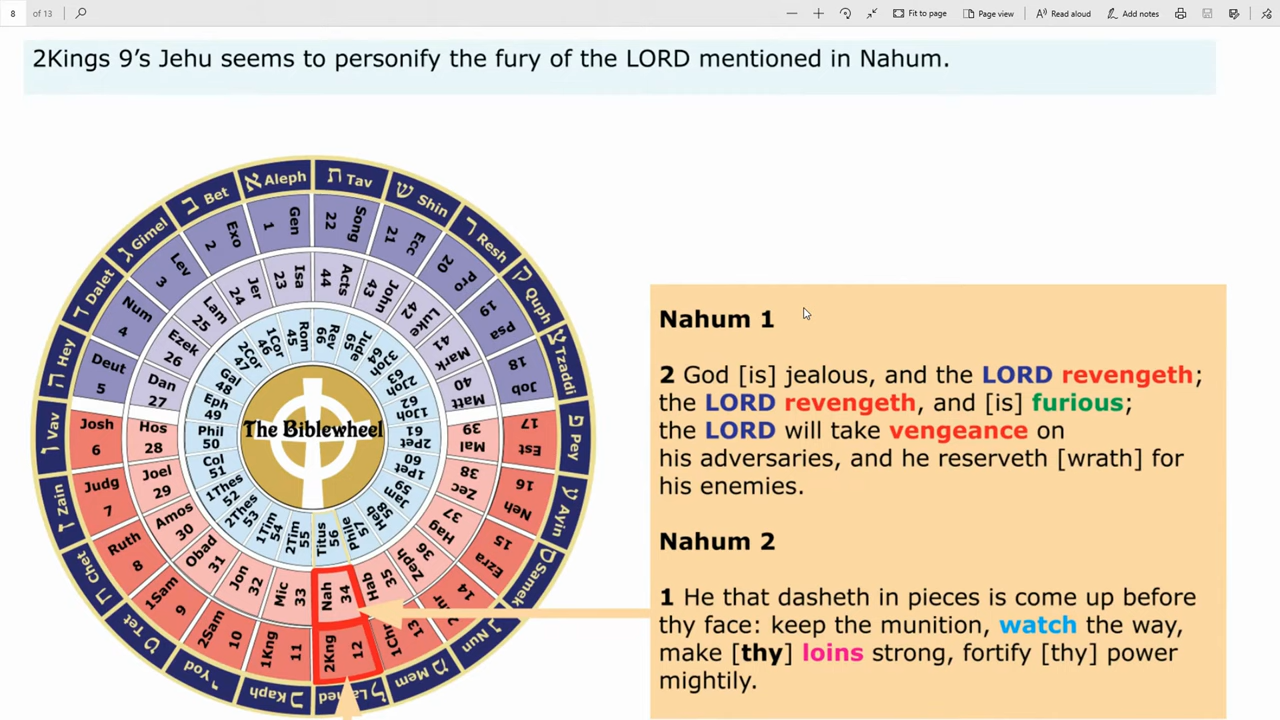 8 of 13
Fit to page
Page view
Read aloud
Add notes
2Kings 9's Jehu seems to personify the fury of the LORD mentioned in Nahum.
א Aleph
ת Tav
ש Shin
ר Resh
ק Quph
צ Tzaddi
פ Pey
ע Ayin
ס Samek
נ Nun
מ Mem
ל Lamed
כ Kaph
י Yod
ט Tet
ח Chet
ז Zain
ו Vav
ה Hey
ד Dalet
ג Gimel
ב Bet
Gen 1
Exo 2
Lev 3
Num 4
Deut 5
Josh 6
Judg 7
Ruth 8
1Sam 9
2Sam 10
1Kng 11
2Kng 12
13
14
Ezra 15
Neh 16
Est 17
Job 18
Psa 19
Pro 20
Ecc 21
Song 22
Isa 23
Jer 24
Lam 25
Ezek 26
Dan 27
Hos 28
Joel 29
Amos 30
Obad 31
Jon 32
Mic 33
Nah 34
Hab 35
Zeph 36
Hag 37
Zec 38
Mal 39
Matt 40
Mark 41
Luke 42
John 43
Acts 44
Rom 45
1Cor 46
2Cor 47
Gal 48
Eph 49
Phil 50
Col 51
1Thes 52
2Thes 53
1Tim 54
2Tim 55
Titus 56
Phile 57
Heb 58
Jam 59
1Pet 60
2Pet 61
1Joh 62
2Joh 63
3Joh 64
Jude 65
Rev 66
The Biblewheel
Nahum 1
2 God [is] jealous, and the LORD revengeth;
the LORD revengeth, and [is] furious;
the LORD will take vengeance on
his adversaries, and he reserveth [wrath] for
his enemies.
Nahum 2
1 He that dasheth in pieces is come up before
thy face: keep the munition, watch the way,
make [thy] loins strong, fortify [thy] power
mightily.